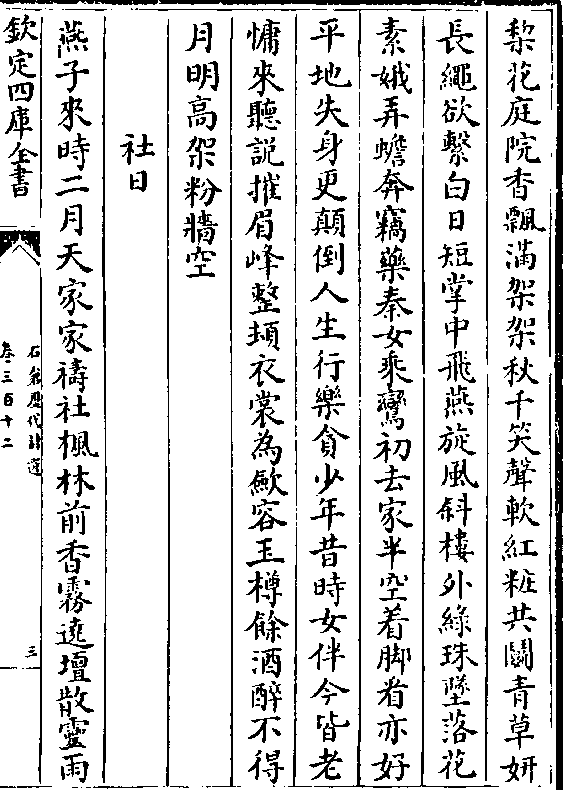 梨花庭院香飄滿架架秋千笑聲軟紅粧共鬭青草妍
長繩欲繫白日短掌中飛燕旋風斜樓外綠珠墜落花
素娥弄蟾奔竊藥秦女乘鸞初去家半空着脚看亦好
平地失身更顛倒人生行樂貪少年昔時女伴今皆老
慵來聽説摧眉峰整頓衣裳為歛容玉樽餘酒醉不得
月明高架粉牆空
社日
燕子來時二月天家家禱社楓林前香霧遶壇散靈雨
欽定四庫全書
石倉歷代詩選
卷三百十二
三